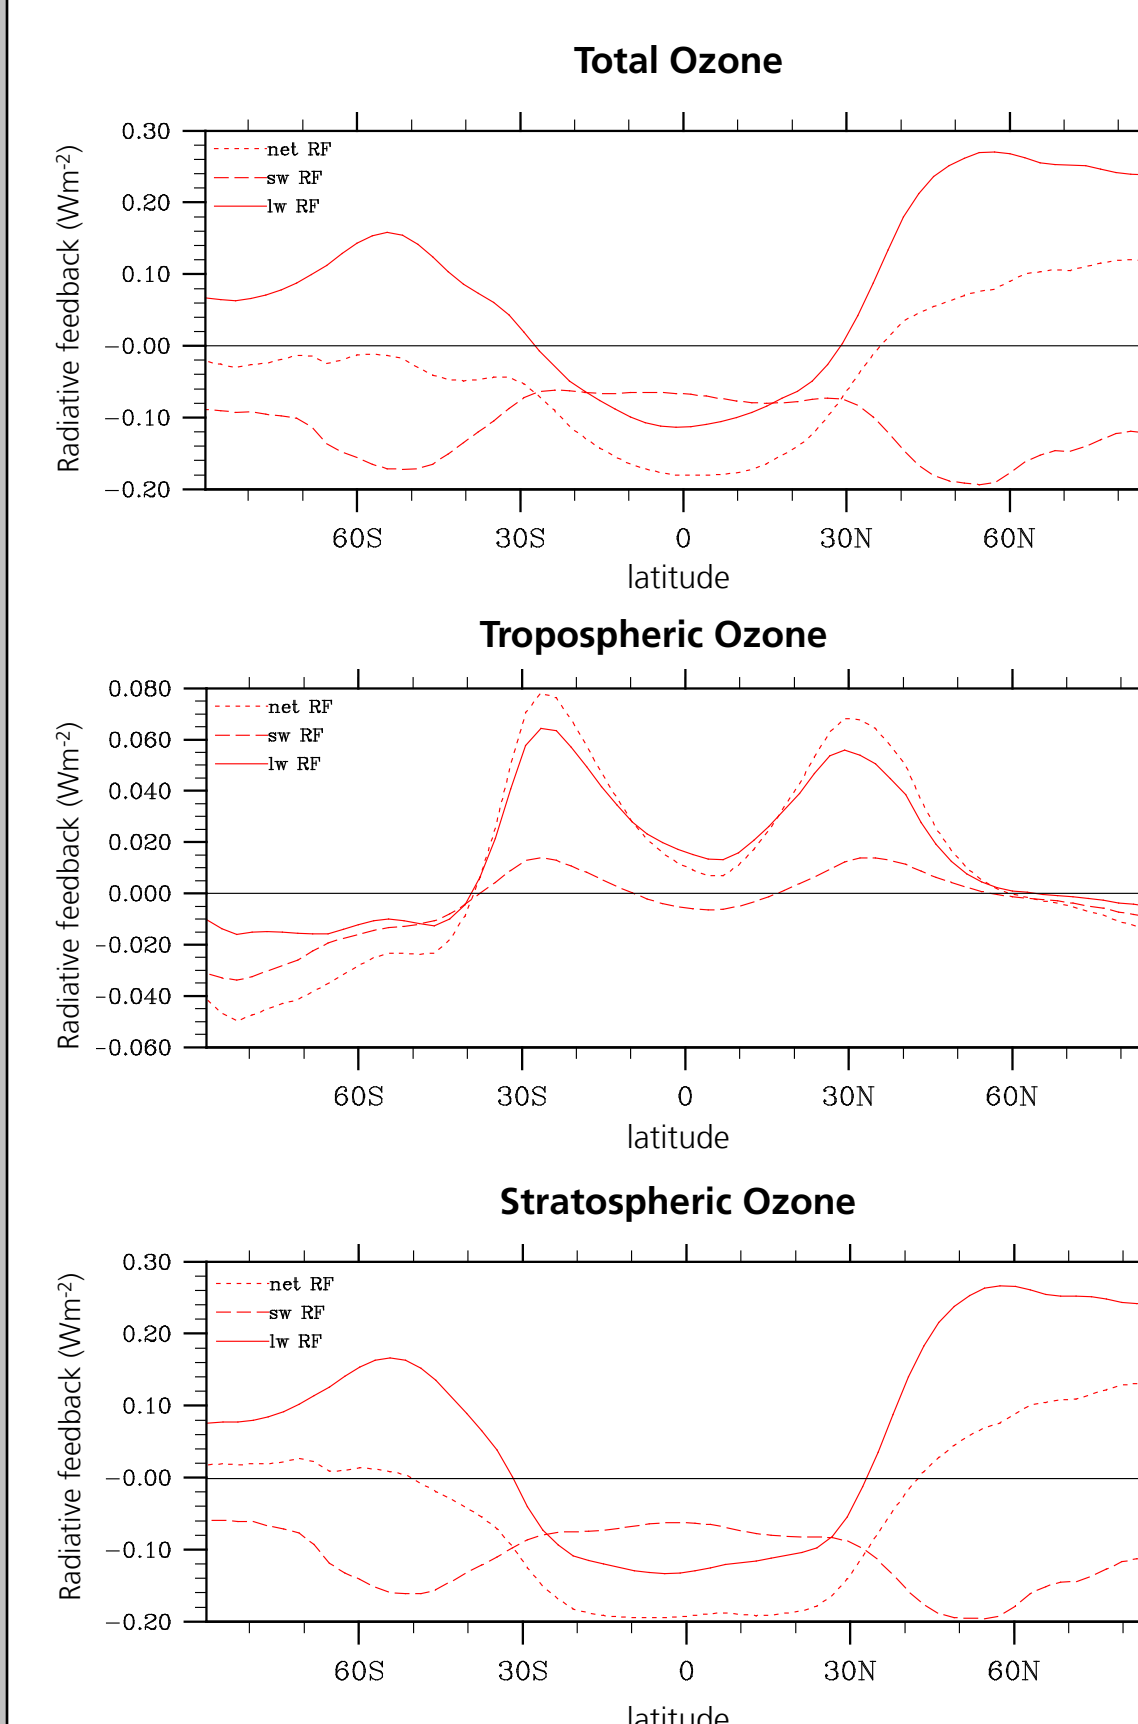 Total Ozone
Radiative feedback (Wm-2)
0.30
0.20
0.10
−0.00
−0.10
−0.20
net RF
sw RF
lw RF
60S 30S 0 30N 60N
latitude
Tropospheric Ozone
Radiative feedback (Wm-2)
0.080
0.060
0.040
0.020
0.000
−0.020
−0.040
−0.060
net RF
sw RF
lw RF
60S 30S 0 30N 60N
latitude
Stratospheric Ozone
Radiative feedback (Wm-2)
0.30
0.20
0.10
−0.00
−0.10
−0.20
net RF
sw RF
lw RF
60S 30S 0 30N 60N
latitude